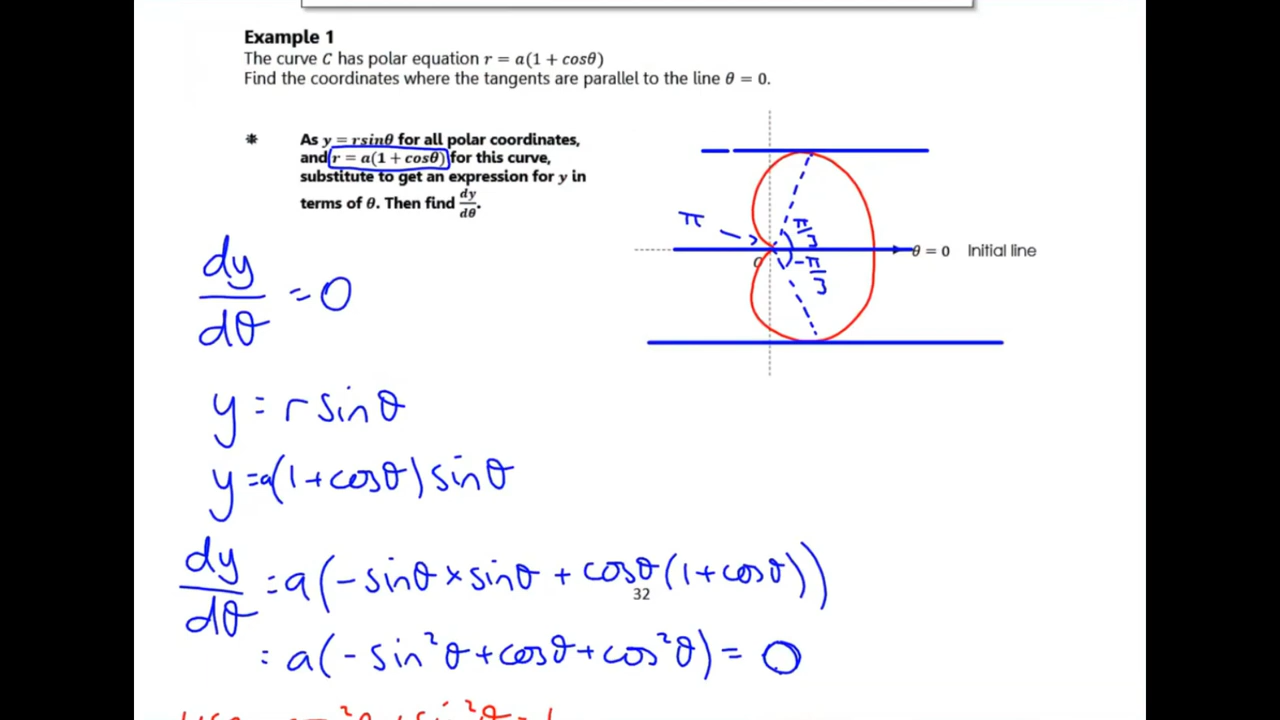 Example 1
The curve C has polar equation r = a(1 + cosθ)
Find the coordinates where the tangents are parallel to the line θ = 0.
* As y = rsinθ for all polar coordinates,
and r = a(1 + cosθ) for this curve,
substitute to get an expression for y in
terms of θ. Then find dy/dθ.
π
π/3
-π/3
O
θ = 0 Initial line
dy/dθ = 0
y = r sinθ
y = a(1+cosθ) sinθ
dy/dθ = a(-sinθ × sinθ + cosθ(1+cosθ))
32
= a(-sin²θ + cosθ + cos²θ) = 0